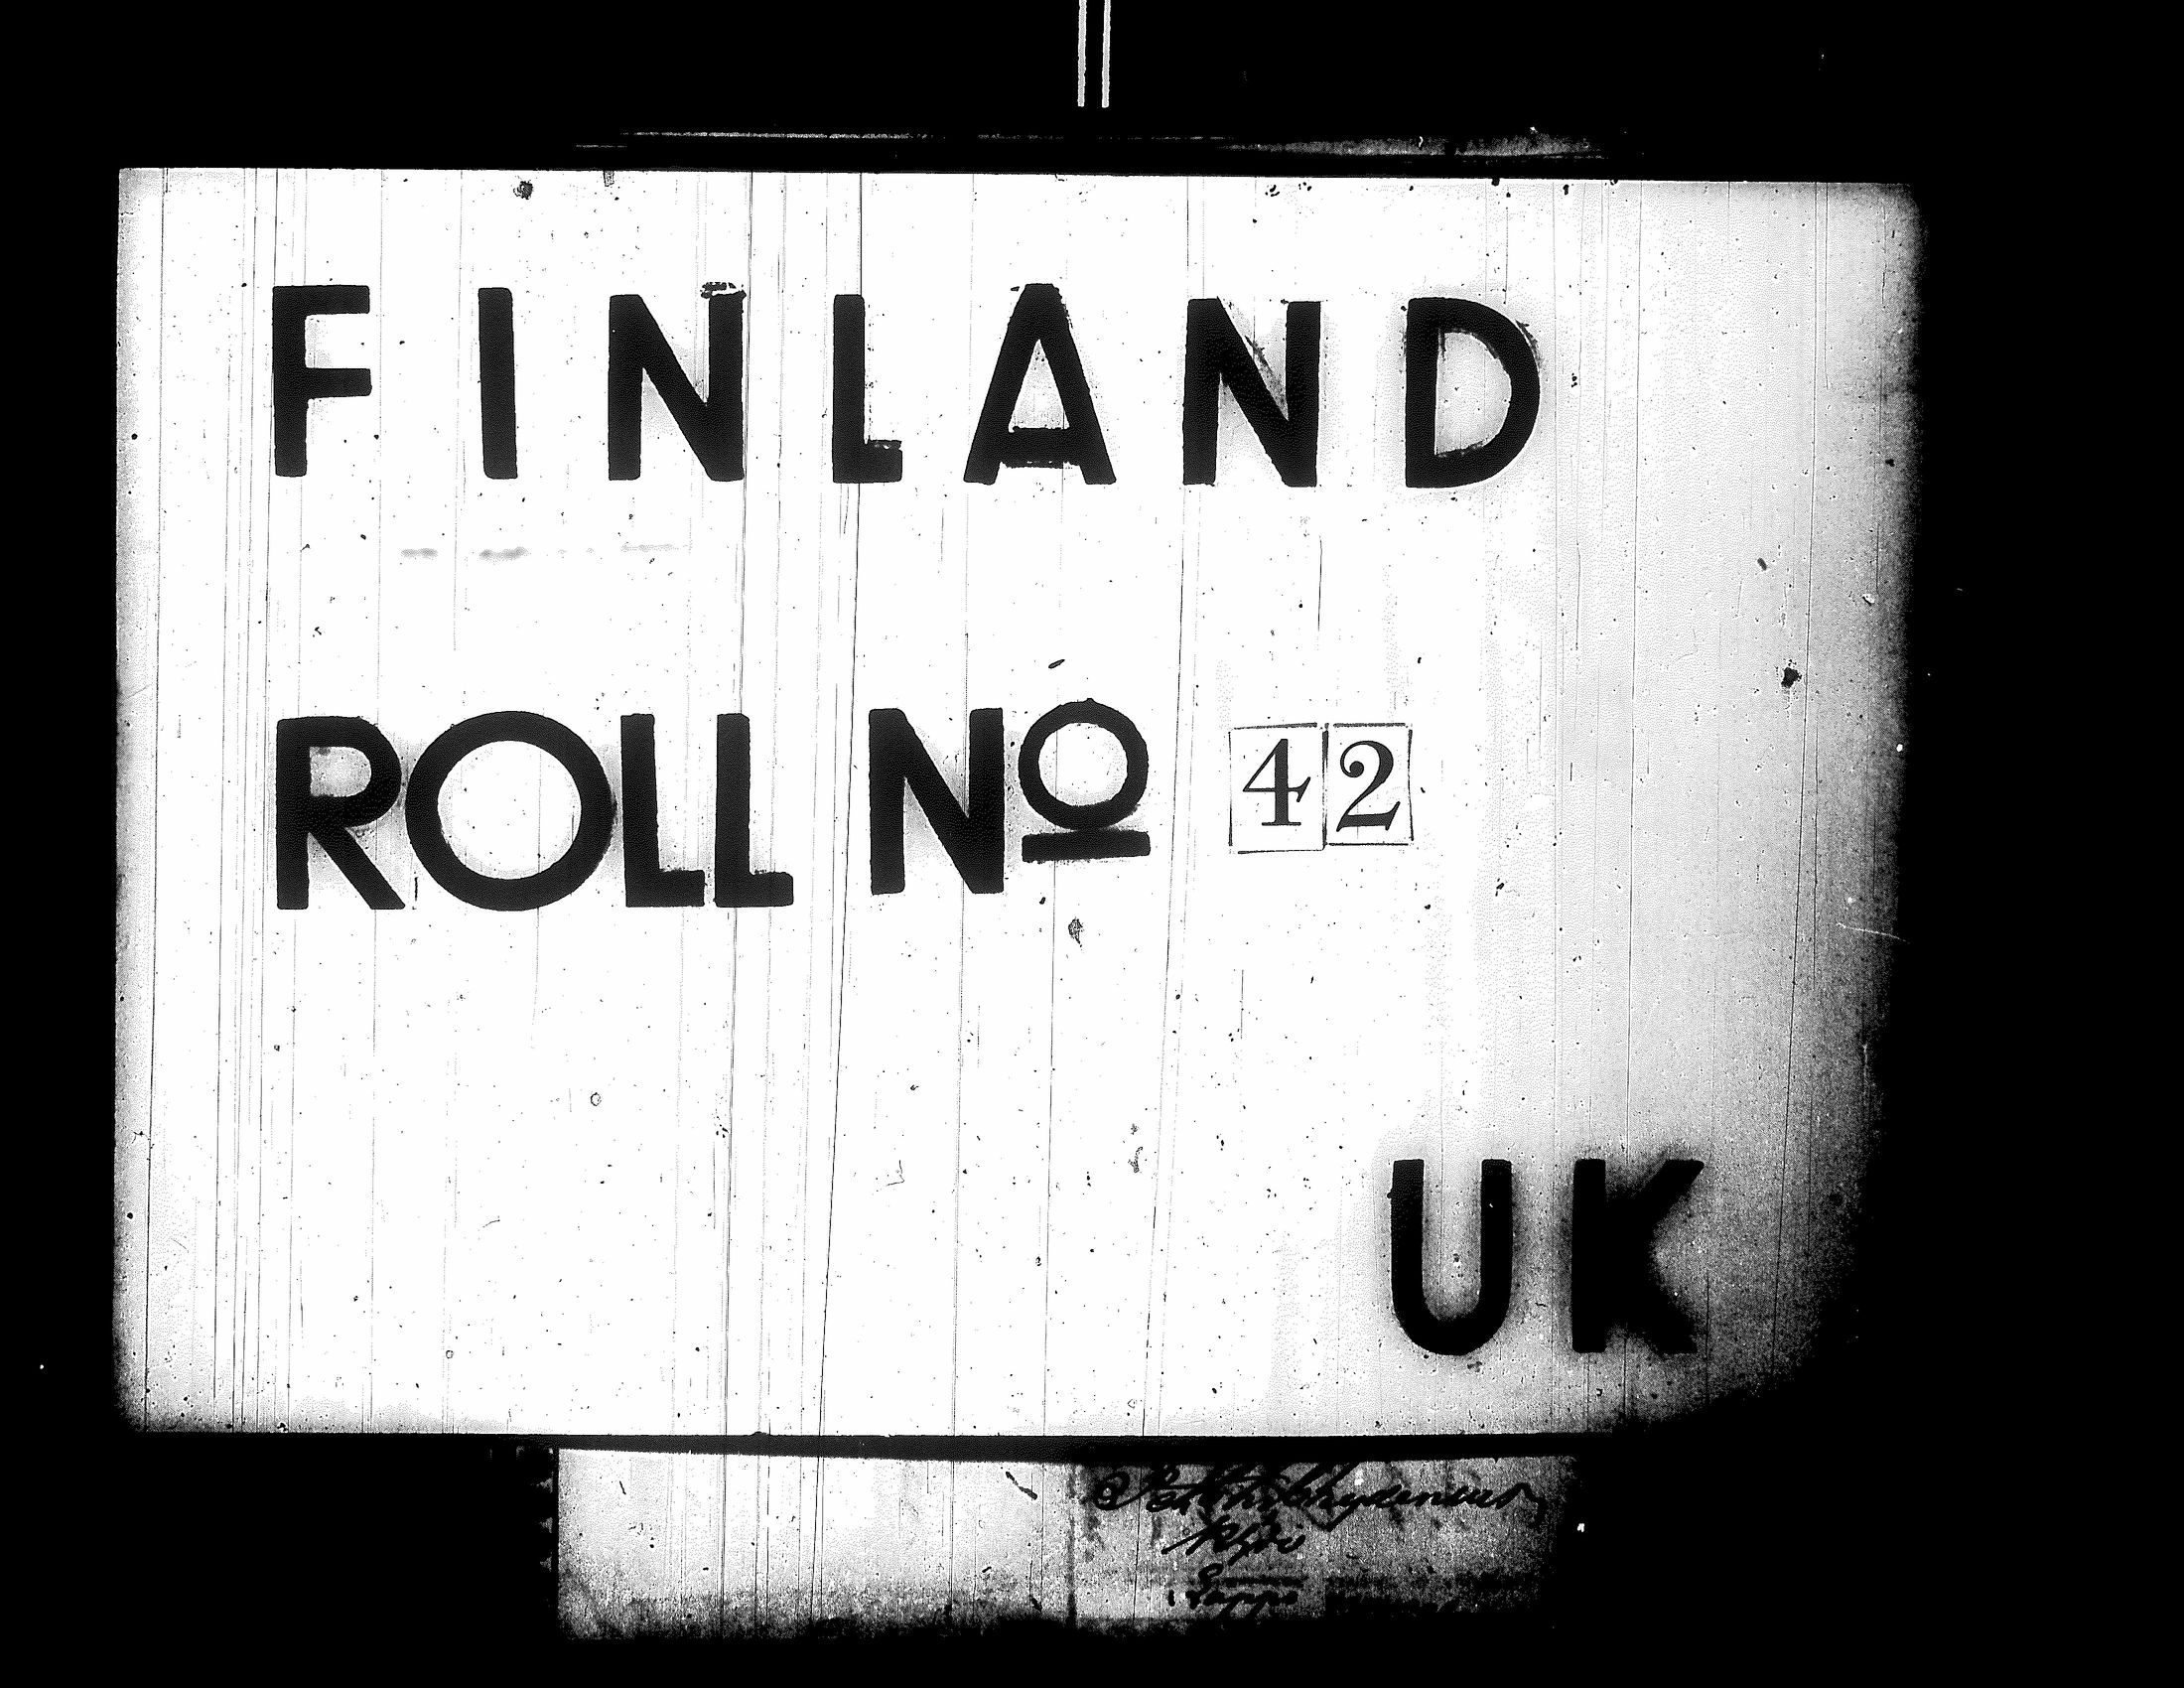 FINLAND
ROLL Nº 42
UK